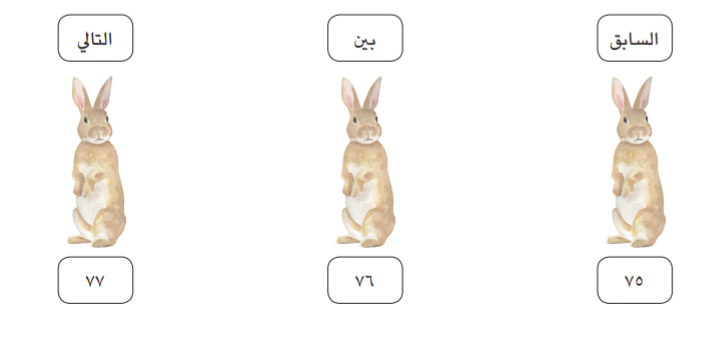 السابق
بين
التالي
٧٥
٧٦
٧٧